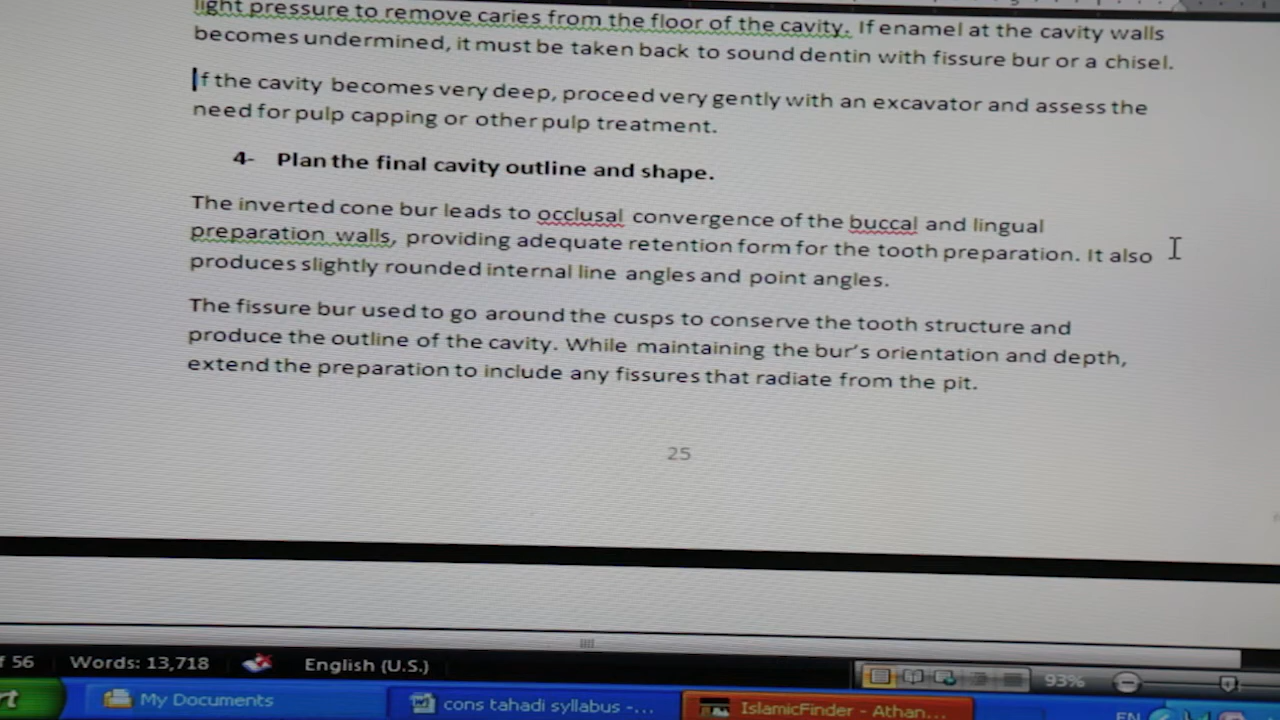 light pressure to remove caries from the floor of the cavity. If enamel at the cavity walls
becomes undermined, it must be taken back to sound dentin with fissure bur or a chisel.
If the cavity becomes very deep, proceed very gently with an excavator and assess the
need for pulp capping or other pulp treatment.
4- Plan the final cavity outline and shape.
The inverted cone bur leads to occlusal convergence of the buccal and lingual
preparation walls, providing adequate retention form for the tooth preparation. It also
produces slightly rounded internal line angles and point angles.
The fissure bur used to go around the cusps to conserve the tooth structure and
produce the outline of the cavity. While maintaining the bur's orientation and depth,
extend the preparation to include any fissures that radiate from the pit.
25
f 56 Words: 13,718 English (U.S.) 93%
rt My Documents cons tahadi syllabus -... IslamicFinder - Athan... EN